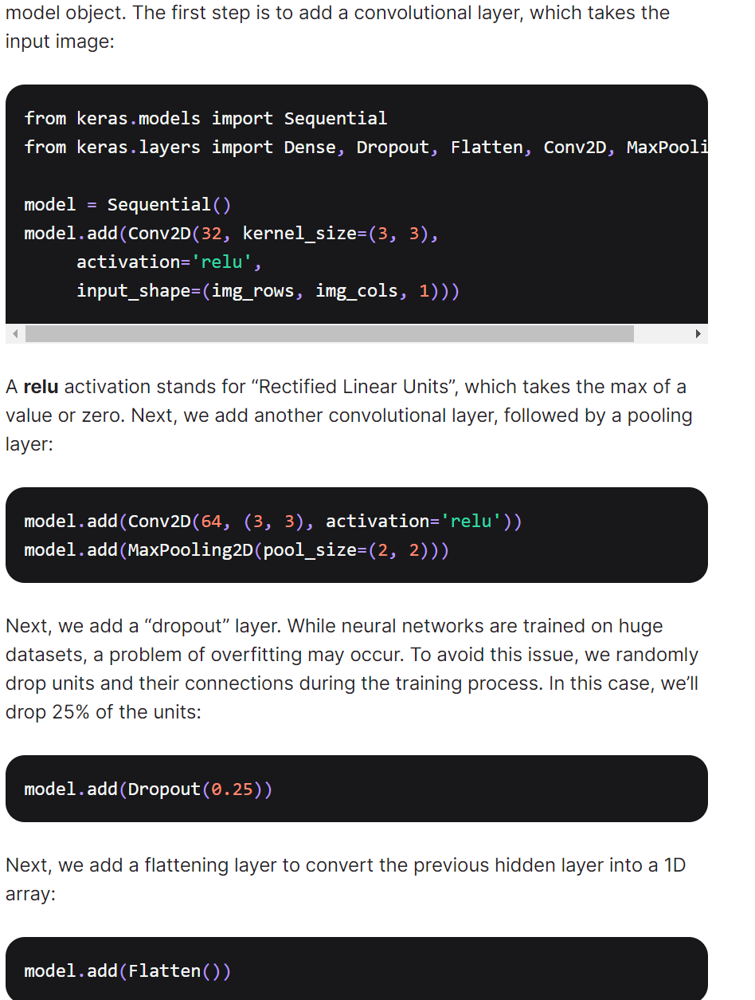 model object. The first step is to add a convolutional layer, which takes the
input image:
from keras.models import Sequential
from keras.layers import Dense, Dropout, Flatten, Conv2D, MaxPooli
model = Sequential()
model.add(Conv2D(32, kernel_size=(3, 3),
activation='relu',
input_shape=(img_rows, img_cols, 1)))
A relu activation stands for “Rectified Linear Units”, which takes the max of a
value or zero. Next, we add another convolutional layer, followed by a pooling
layer:
model.add(Conv2D(64, (3, 3), activation='relu'))
model.add(MaxPooling2D(pool_size=(2, 2)))
Next, we add a “dropout” layer. While neural networks are trained on huge
datasets, a problem of overfitting may occur. To avoid this issue, we randomly
drop units and their connections during the training process. In this case, we’ll
drop 25% of the units:
model.add(Dropout(0.25))
Next, we add a flattening layer to convert the previous hidden layer into a 1D
array:
model.add(Flatten())